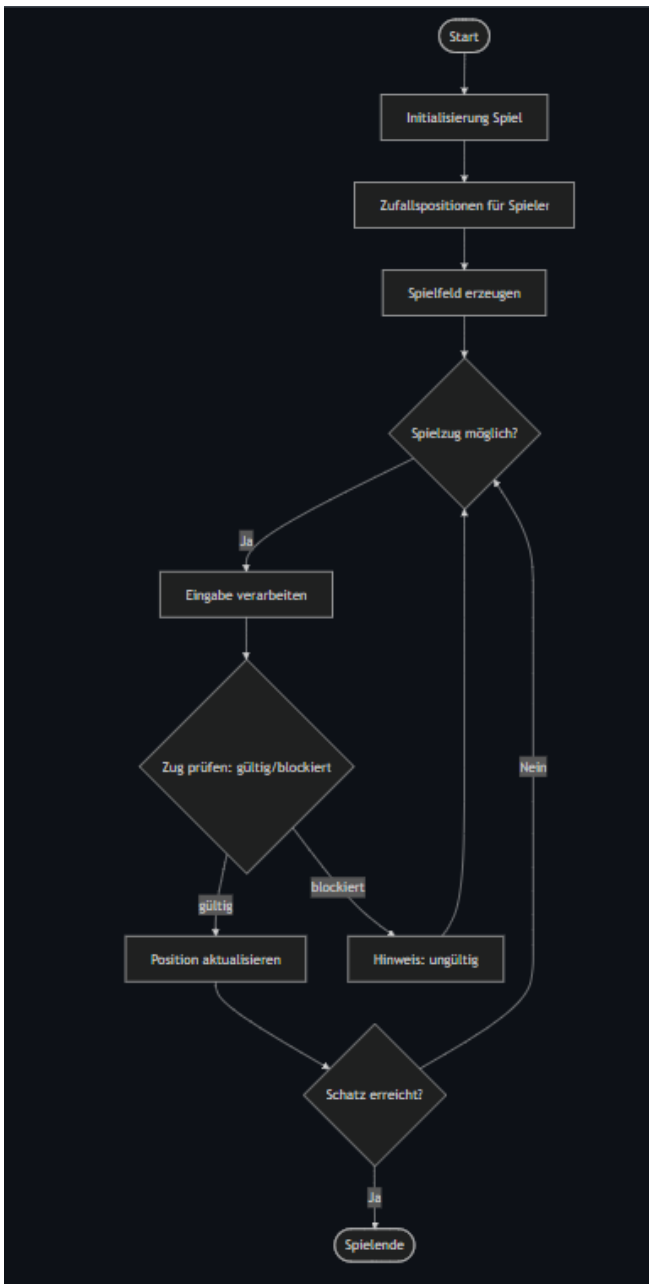 Start
Initialisierung Spiel
Zufallspositionen für Spieler
Spielfeld erzeugen
Spielzug möglich?
Ja
Eingabe verarbeiten
Zug prüfen: gültig/blockiert
Nein
blockiert
gültig
Position aktualisieren
Hinweis: ungültig
Schatz erreicht?
Ja
Spielende